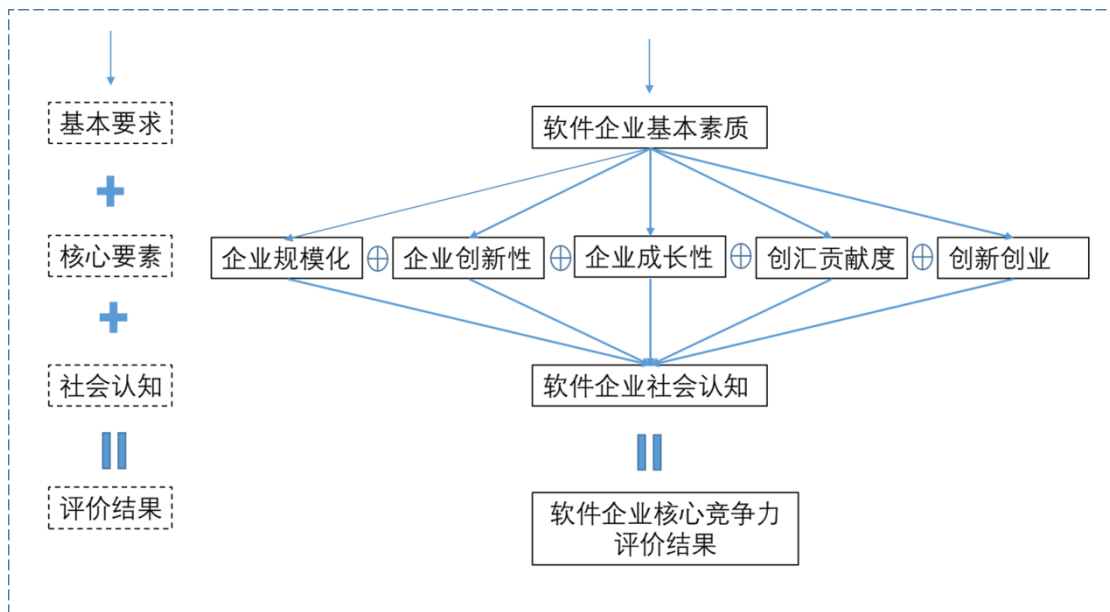 基本要求
软件企业基本素质
核心要素
企业规模化
企业创新性
企业成长性
创汇贡献度
创新创业
社会认知
软件企业社会认知
评价结果
软件企业核心竞争力
评价结果